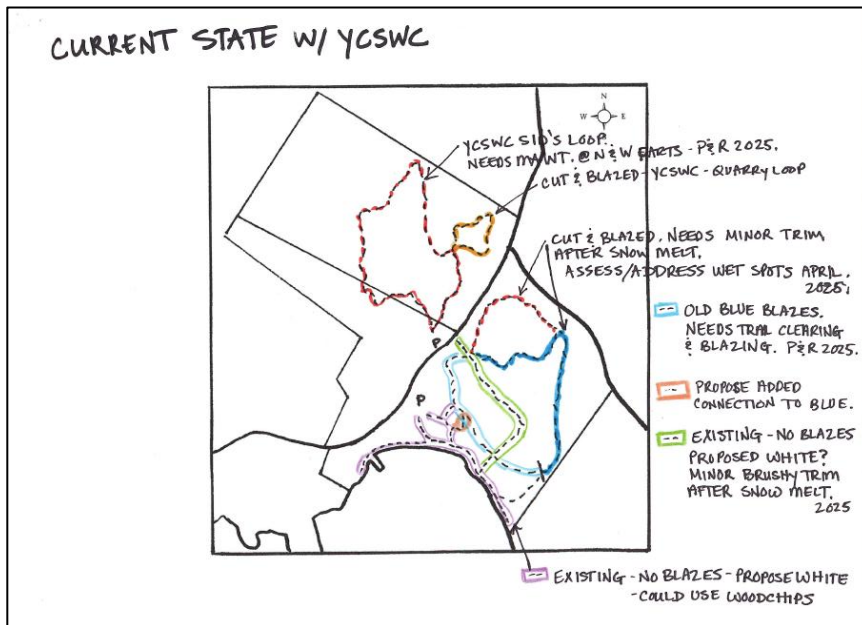 CURRENT STATE W/ YCSWC
N
W E
S
YCSWC SID'S LOOP.
NEEDS MAINT. @ N & W PARTS - P&R 2025.
CUT & BLAZED - YCSWC - QUARRY LOOP
CUT & BLAZED. NEEDS MINOR TRIM
AFTER SNOW MELT.
ASSESS/ADDRESS WET SPOTS APRIL.
2025.
OLD BLUE BLAZES.
NEEDS TRAIL CLEARING
& BLAZING. P&R 2025.
P
P
PROPOSE ADDED
CONNECTION TO BLUE.
EXISTING - NO BLAZES
PROPOSED WHITE?
MINOR BRUSHY TRIM
AFTER SNOW MELT.
2025
EXISTING - NO BLAZES - PROPOSE WHITE
- COULD USE WOODCHIPS